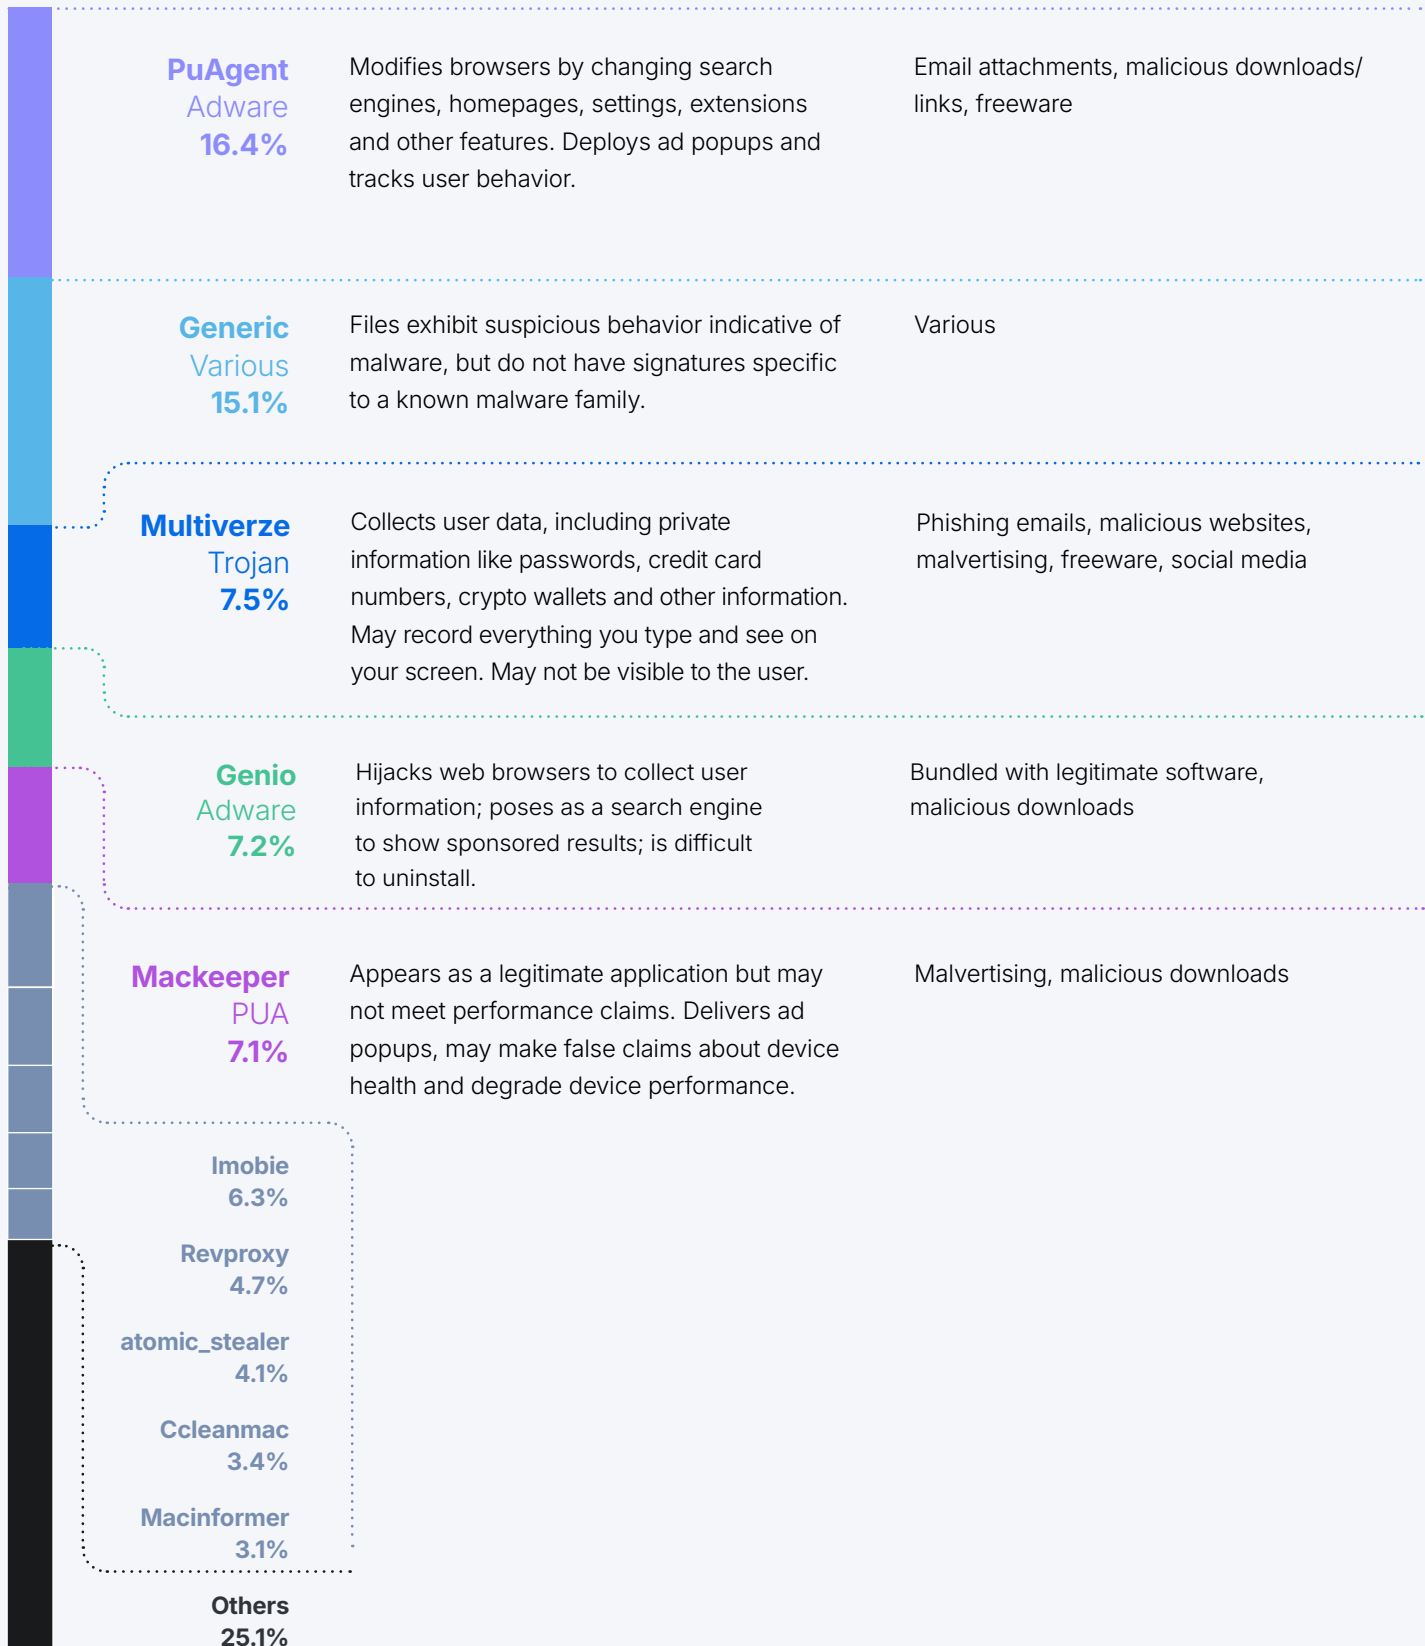 PuAgent
Adware
16.4%
Modifies browsers by changing search
engines, homepages, settings, extensions
and other features. Deploys ad popups and
tracks user behavior.
Email attachments, malicious downloads/
links, freeware
Generic
Various
15.1%
Files exhibit suspicious behavior indicative of
malware, but do not have signatures specific
to a known malware family.
Various
Multiverze
Trojan
7.5%
Collects user data, including private
information like passwords, credit card
numbers, crypto wallets and other information.
May record everything you type and see on
your screen. May not be visible to the user.
Phishing emails, malicious websites,
malvertising, freeware, social media
Genio
Adware
7.2%
Hijacks web browsers to collect user
information; poses as a search engine
to show sponsored results; is difficult
to uninstall.
Bundled with legitimate software,
malicious downloads
Mackeeper
PUA
7.1%
Appears as a legitimate application but may
not meet performance claims. Delivers ad
popups, may make false claims about device
health and degrade device performance.
Malvertising, malicious downloads
Imobie
6.3%
Revproxy
4.7%
atomic_stealer
4.1%
Ccleanmac
3.4%
Macinformer
3.1%
Others
25.1%